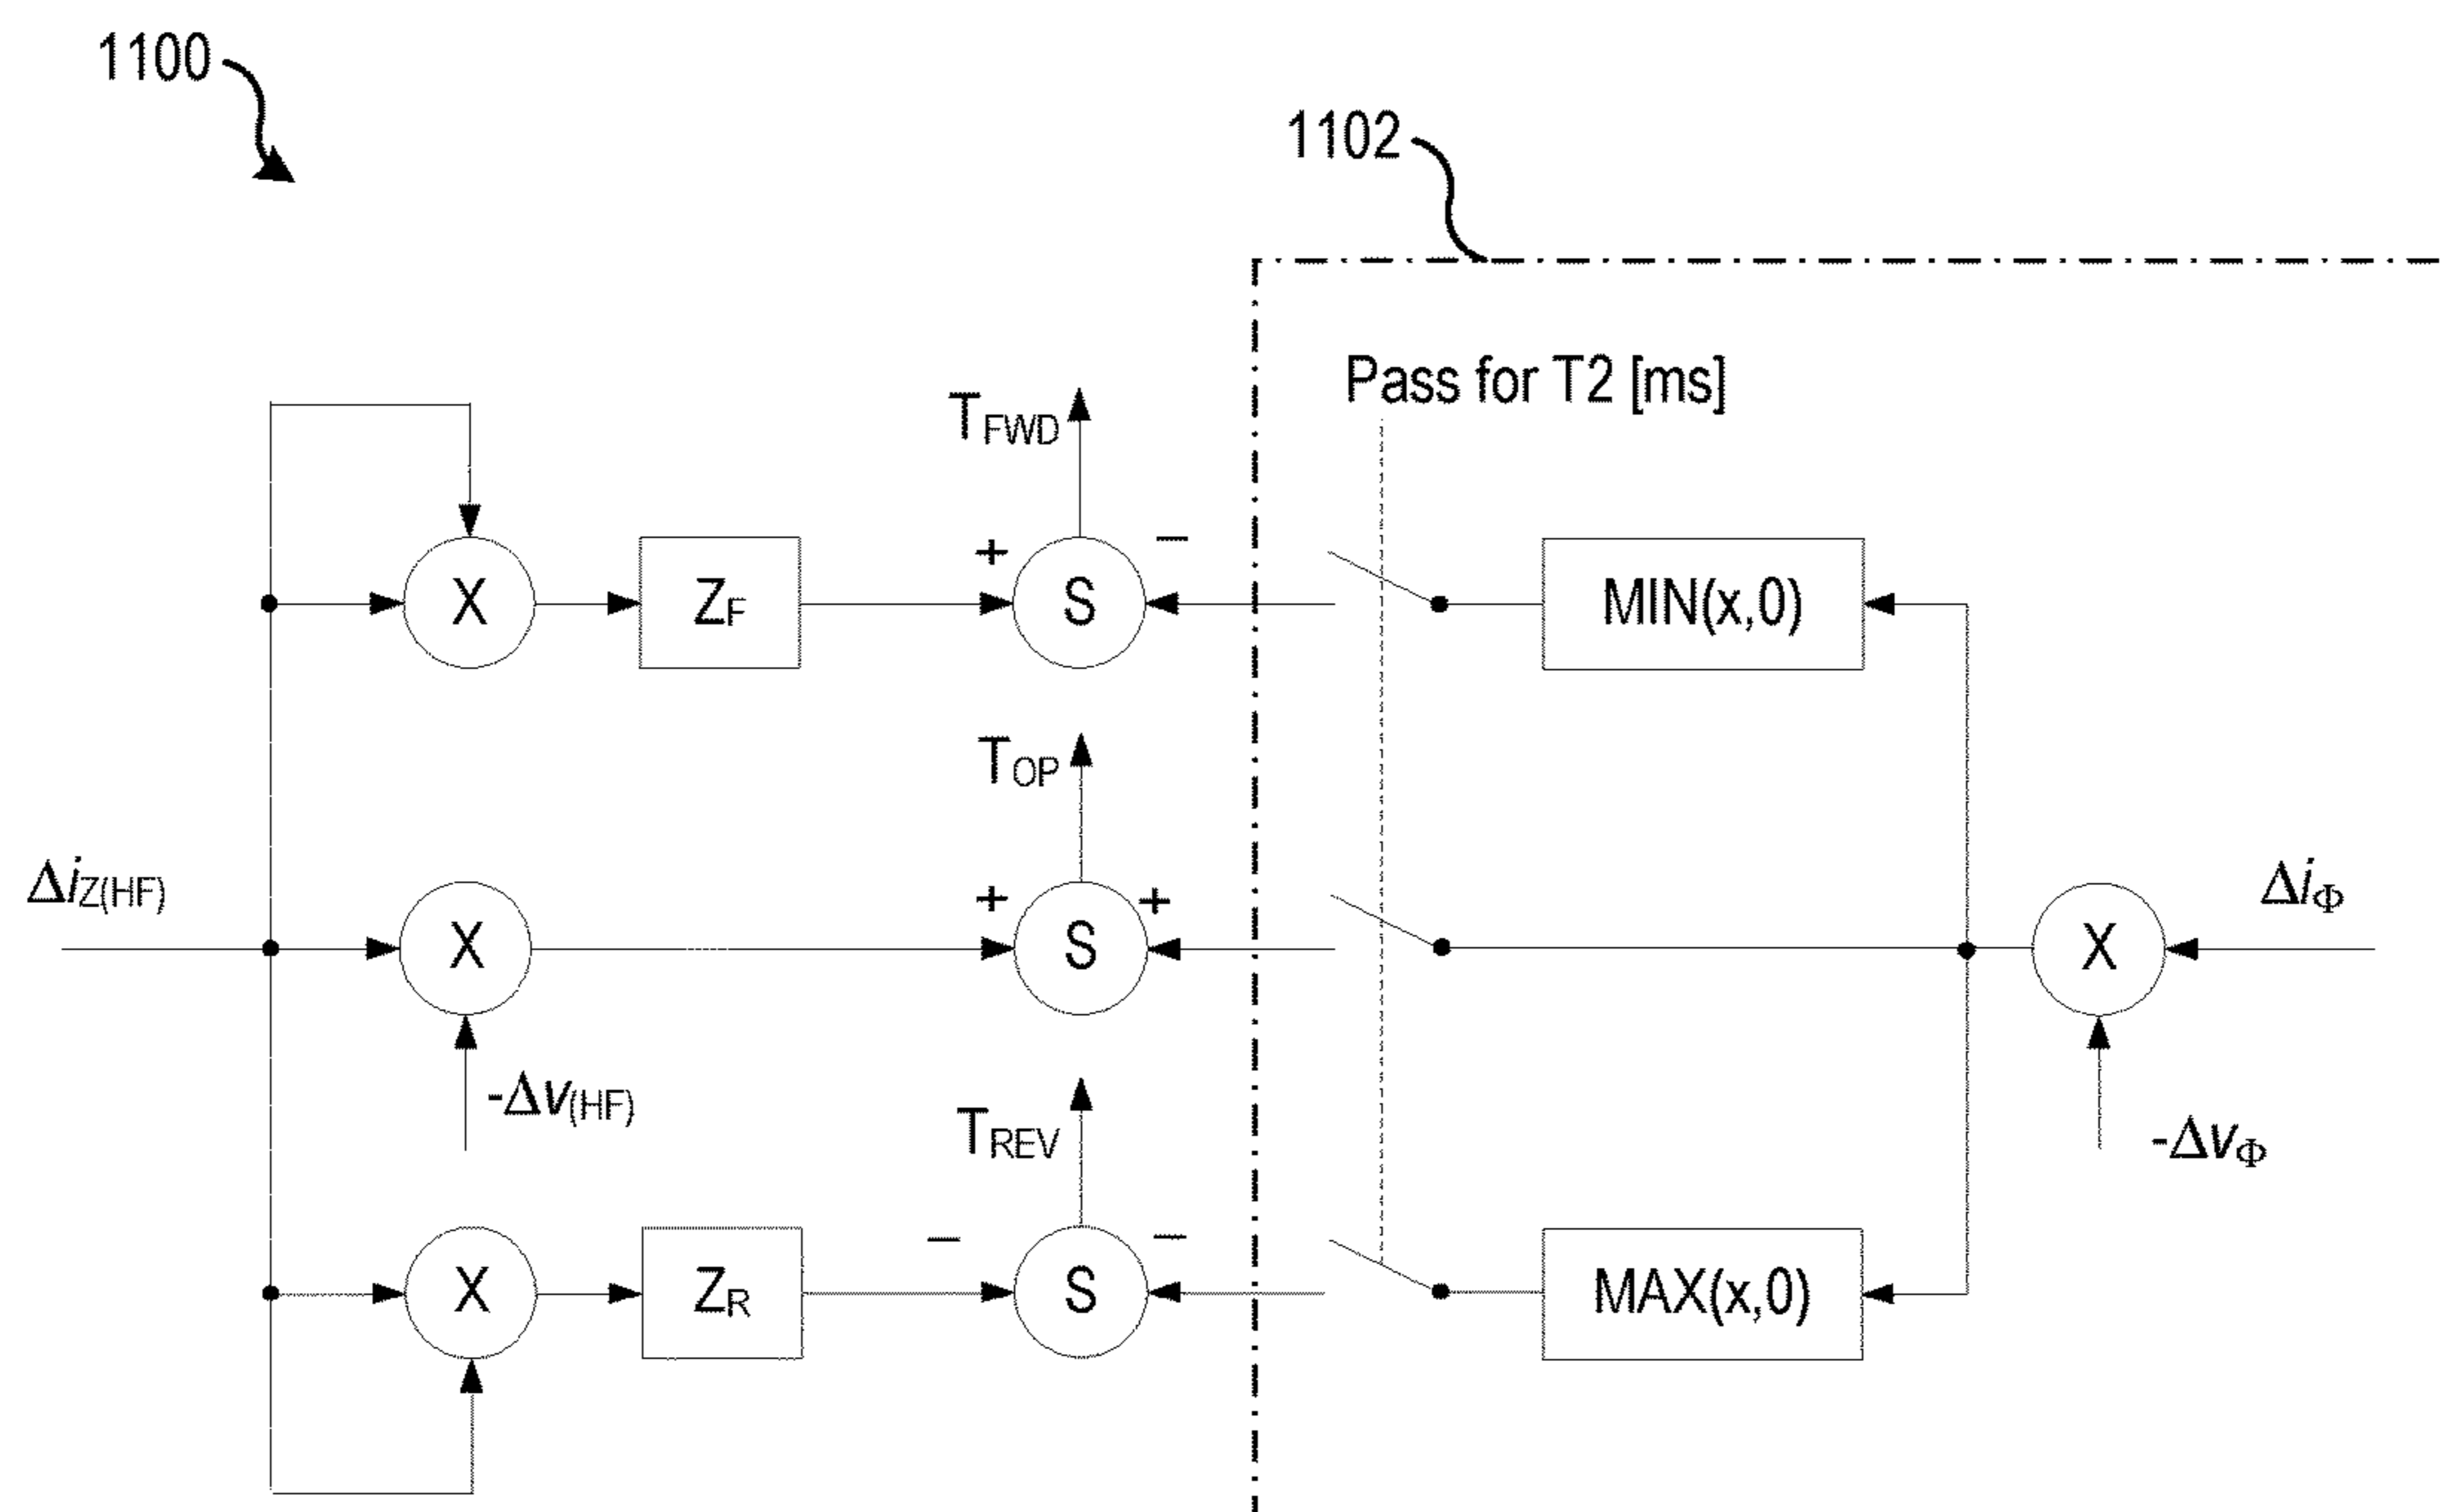 1100
1102
Pass for T2 [ms]
TFWD
+
−
X
ZF
S
MIN(x,0)
TOP
ΔiZ(HF)
+
+
ΔiΦ
X
S
X
-Δv(HF)
TREV
-ΔvΦ
−
−
X
ZR
S
MAX(x,0)